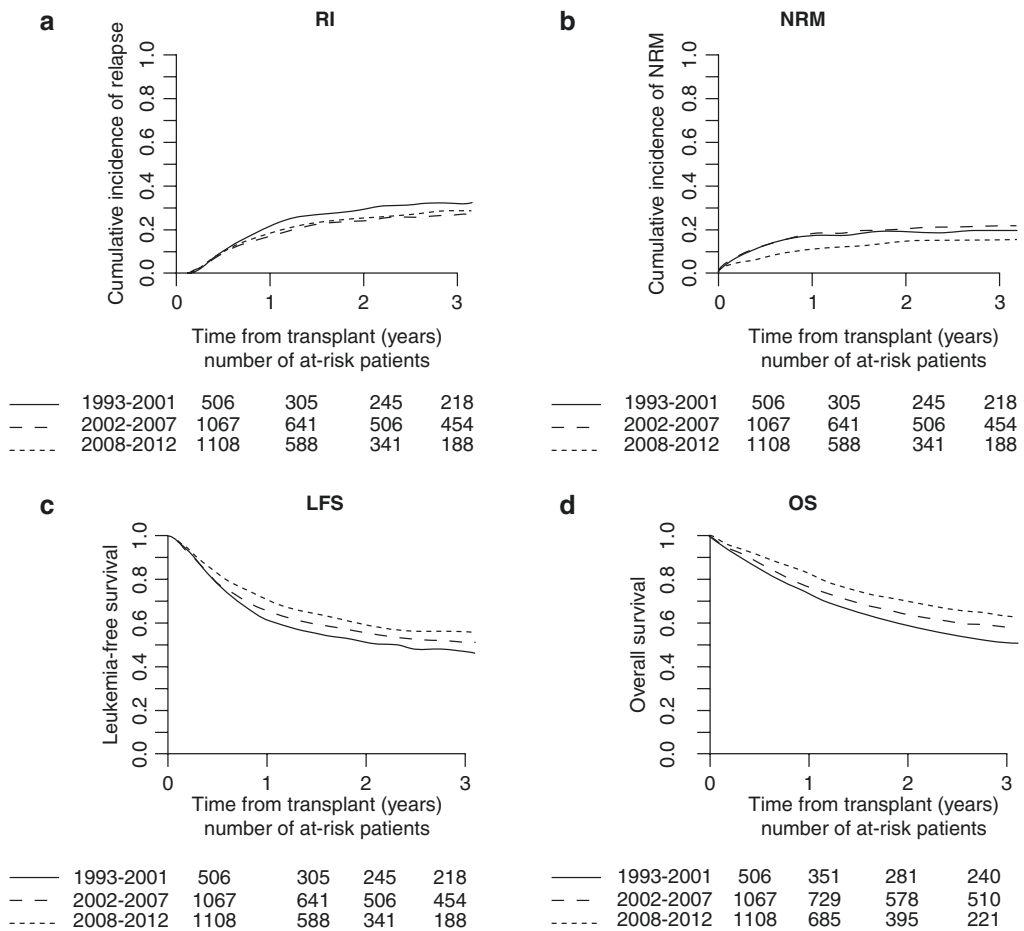 a
RI
Cumulative incidence of relapse
1.0
0.8
0.6
0.4
0.2
0.0
0 1 2 3
Time from transplant (years)
number of at-risk patients
1993-2001 506 305 245 218
2002-2007 1067 641 506 454
2008-2012 1108 588 341 188
b
NRM
Cumulative incidence of NRM
1.0
0.8
0.6
0.4
0.2
0.0
0 1 2 3
Time from transplant (years)
number of at-risk patients
1993-2001 506 305 245 218
2002-2007 1067 641 506 454
2008-2012 1108 588 341 188
c
LFS
Leukemia-free survival
1.0
0.8
0.6
0.4
0.2
0.0
0 1 2 3
Time from transplant (years)
number of at-risk patients
1993-2001 506 305 245 218
2002-2007 1067 641 506 454
2008-2012 1108 588 341 188
d
OS
Overall survival
1.0
0.8
0.6
0.4
0.2
0.0
0 1 2 3
Time from transplant (years)
number of at-risk patients
1993-2001 506 351 281 240
2002-2007 1067 729 578 510
2008-2012 1108 685 395 221